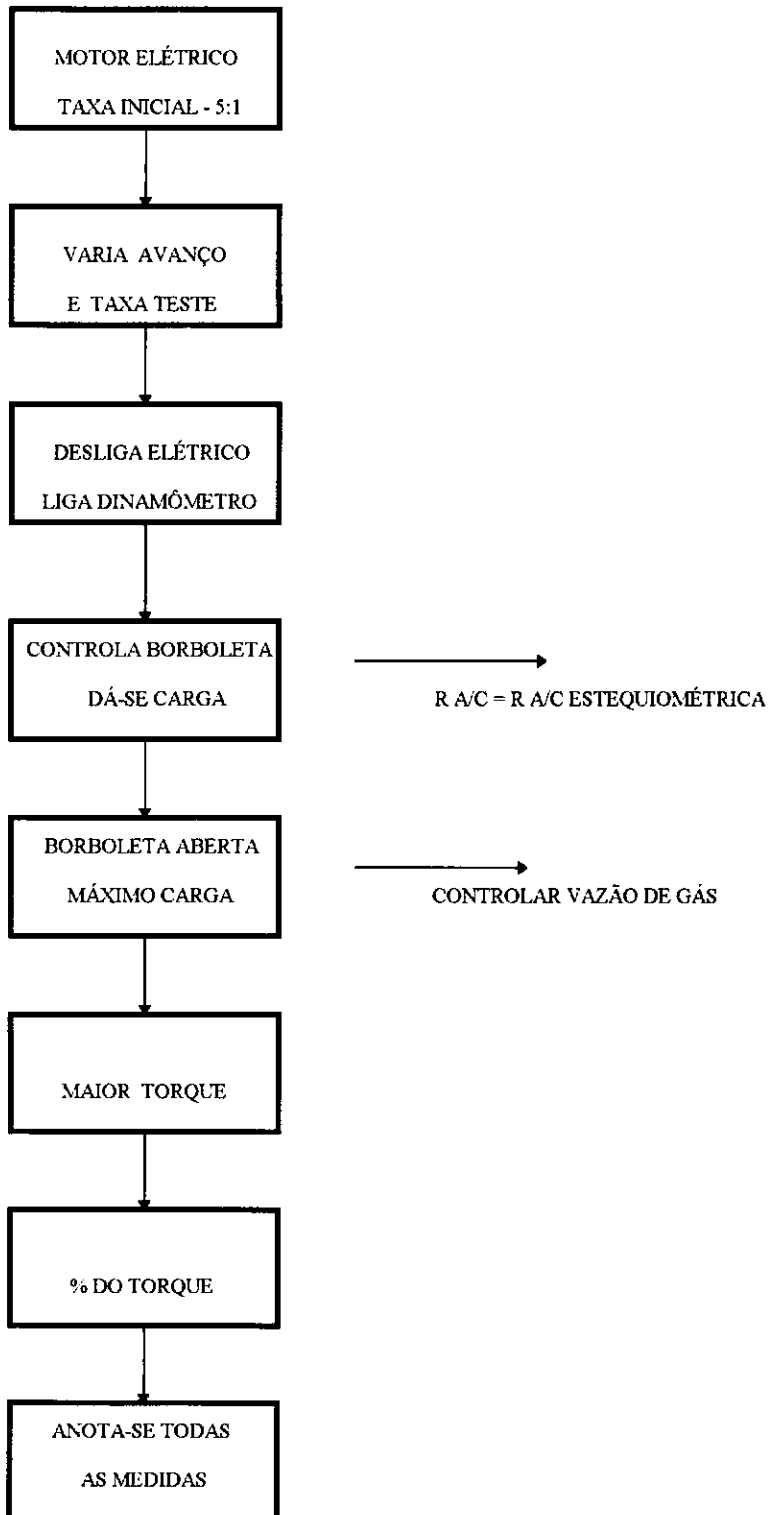 MOTOR ELÉTRICO
TAXA INICIAL - 5:1
VARIA AVANÇO
E TAXA TESTE
DESLIGA ELÉTRICO
LIGA DINAMÔMETRO
CONTROLA BORBOLETA
DÁ-SE CARGA
R A/C = R A/C ESTEQUIOMÉTRICA
BORBOLETA ABERTA
MÁXIMO CARGA
CONTROLAR VAZÃO DE GÁS
MAIOR TORQUE
% DO TORQUE
ANOTA-SE TODAS
AS MEDIDAS